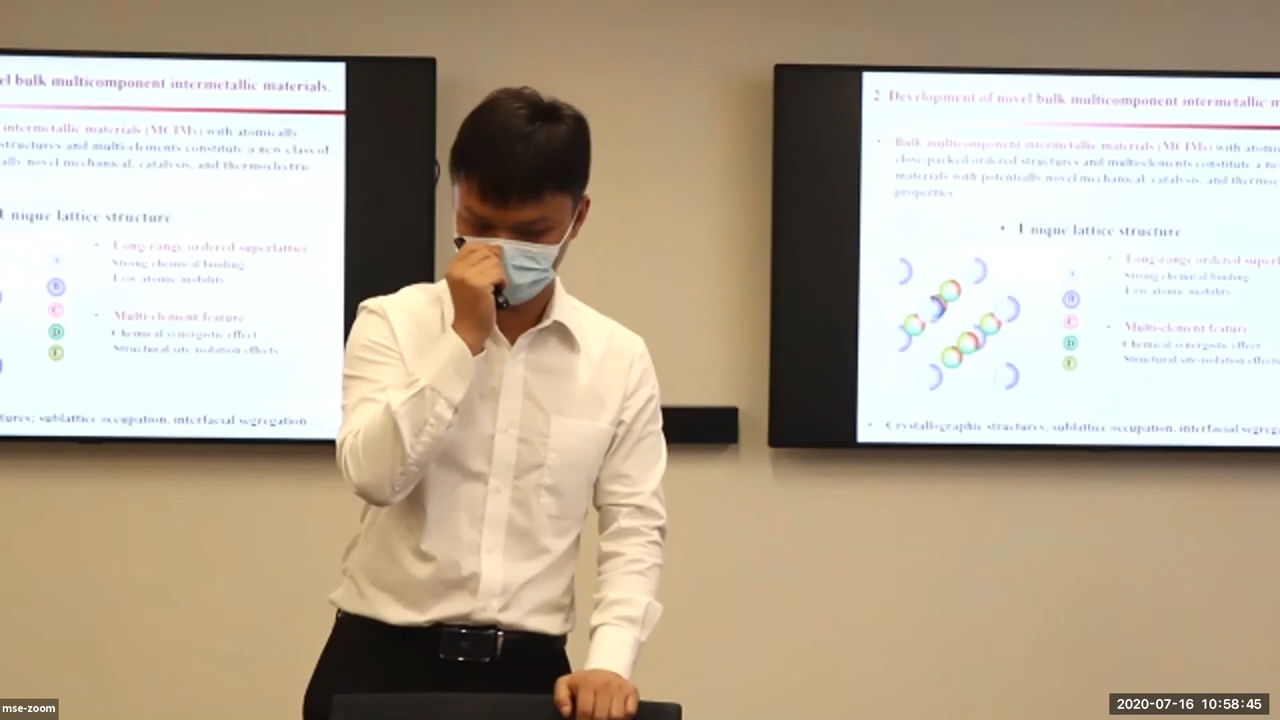 el bulk multicomponent intermetallic materials.
intermetallic materials (MCIMs) with atomically
structures and multi-elements constitute a new class of
ally novel mechanical, catalysis, and thermoelectric
Unique lattice structure
A
B
C
D
E
• Long-range ordered superlattice
Strong chemical binding
Low atomic mobility
• Multi-element feature
Chemical synergistic effect
Structural site isolation effects
tures; sublattice occupation, interfacial segregation ...
2 Development of novel bulk multicomponent intermetallic m
• Bulk multicomponent intermetallic materials (MCIMs) with atomic
close-packed ordered structures and multi-elements constitute a ne
materials with potentially novel mechanical, catalysis, and thermoe
properties.
• Unique lattice structure
A
B
C
D
E
• Long-range ordered superl
Strong chemical binding
Low atomic mobility
• Multi-element feature
Chemical synergistic effect
Structural site-isolation effects
• Crystallographic structures; sublattice occupation, interfacial segreg
mse-zoom
2020-07-16 10:58:45